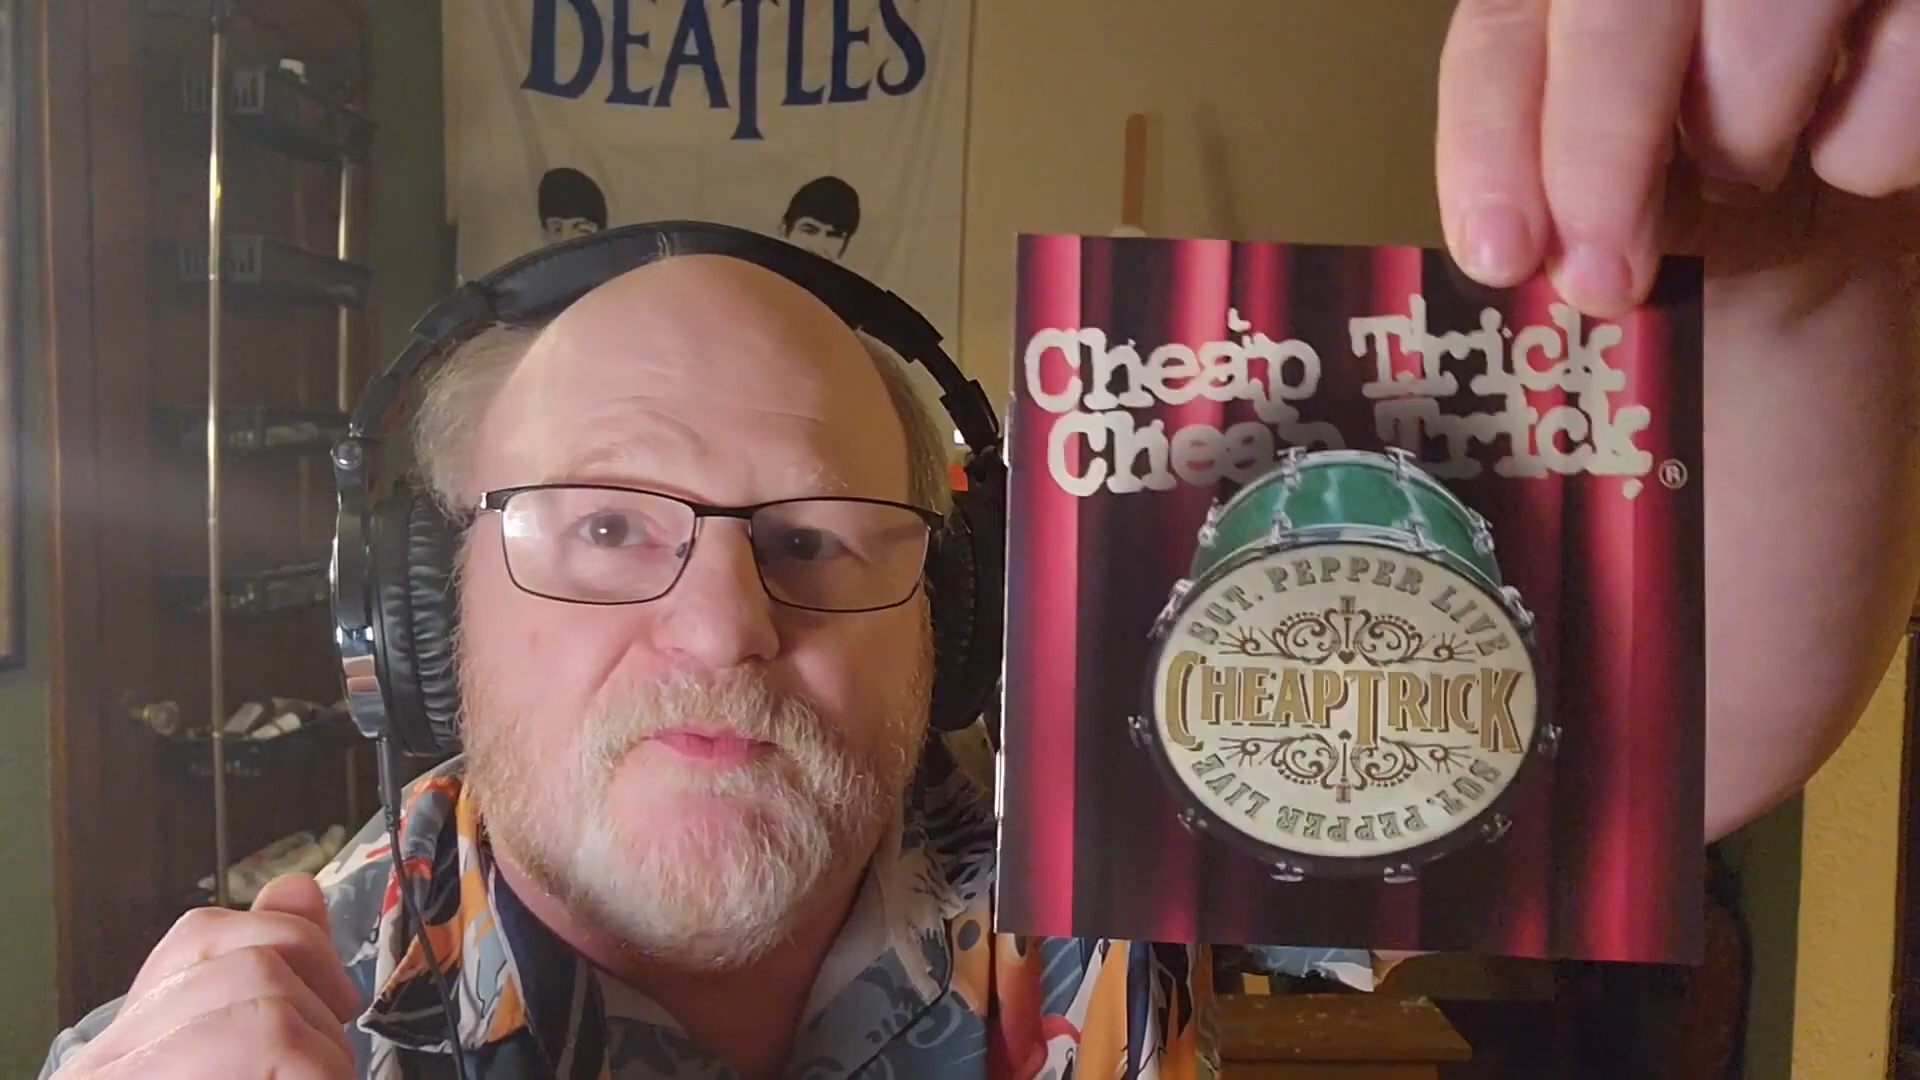 BEATLES
Cheap Trick
Cheap Trick®
SGT. PEPPER LIVE
CHEAP TRICK
SGT. PEPPER LIVE